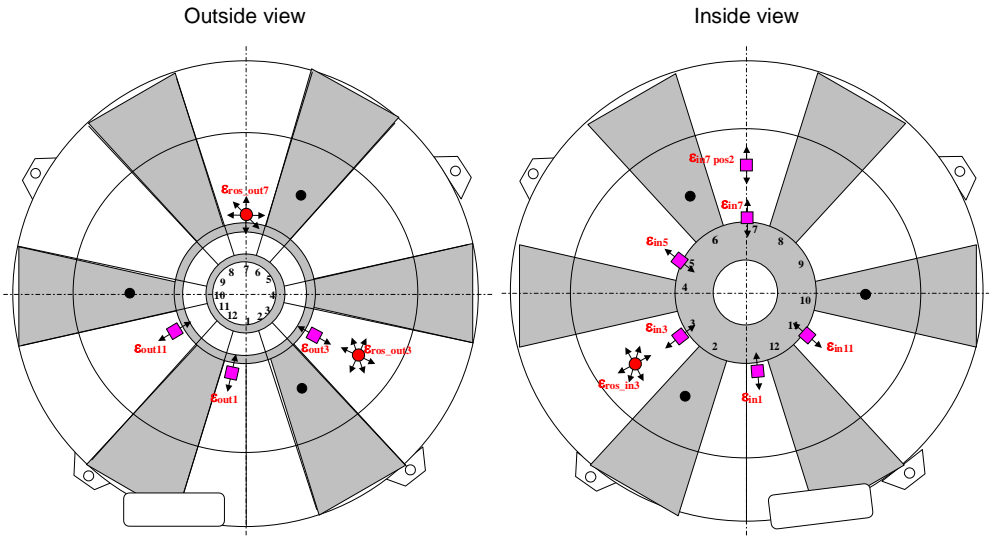 Outside view
Inside view
εros_out7
8 7 6
9 5
10 4
11 3
12 1 2
εout11
εout3
εros_out3
εout1
εin7 pos2
εin7
7
6 8
εin5
5 9
4 10
εin3
3 11
εin11
2 12
εros_in3
εin1